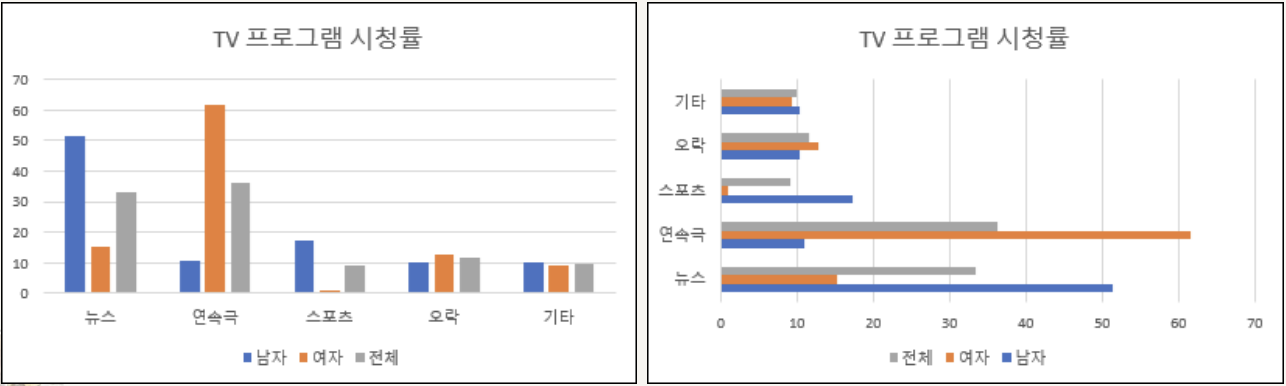 TV 프로그램 시청률
70
60
50
40
30
20
10
0
뉴스 연속극 스포츠 오락 기타
남자 여자 전체
TV 프로그램 시청률
기타
오락
스포츠
연속극
뉴스
0 10 20 30 40 50 60 70
전체 여자 남자